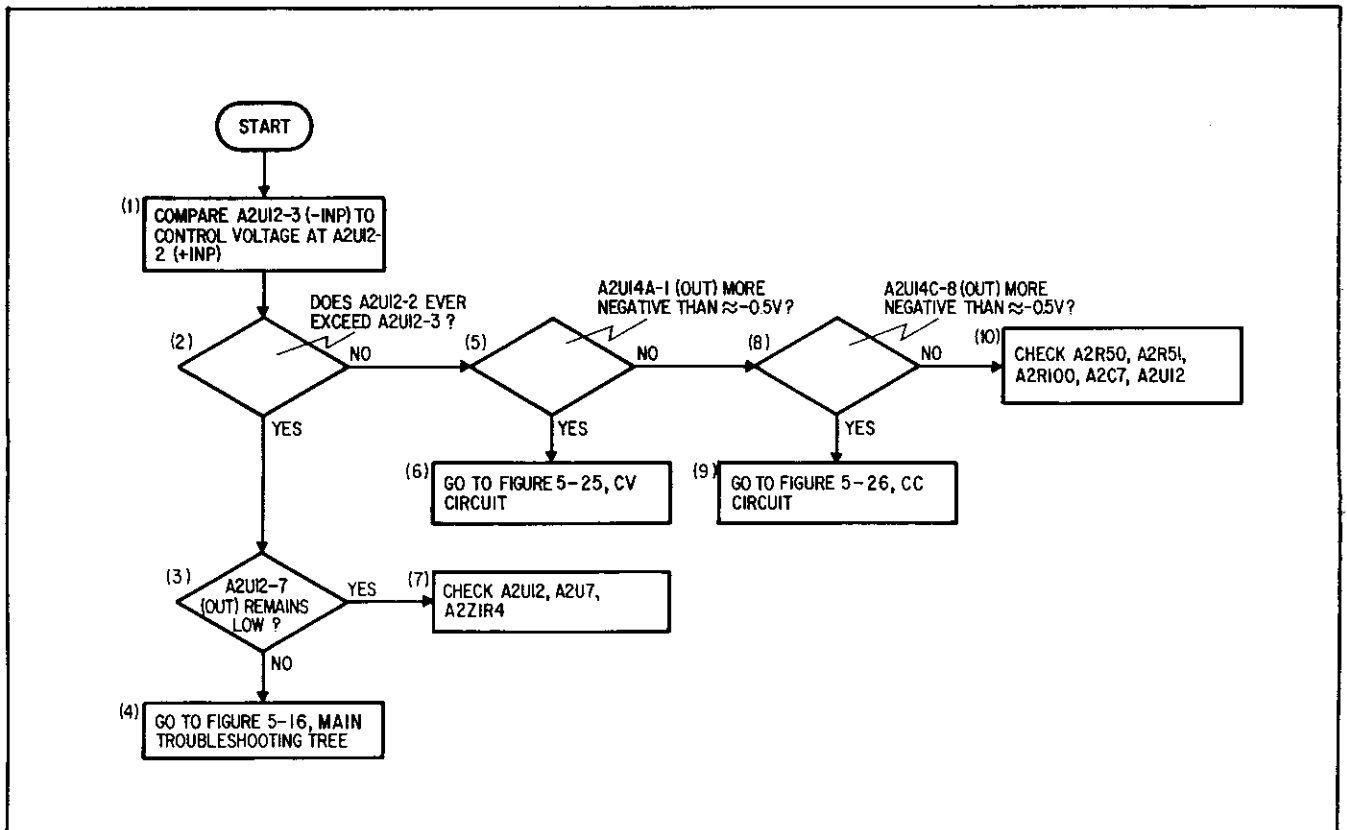 START
(1)
COMPARE A2U12-3 (-INP) TO
CONTROL VOLTAGE AT A2U12-
2 (+INP)
DOES A2U12-2 EVER
EXCEED A2U12-3 ?
(2)
NO
YES
A2U14A-1 (OUT) MORE
NEGATIVE THAN ≈-0.5V?
(5)
NO
YES
A2U14C-8 (OUT) MORE
NEGATIVE THAN ≈-0.5V?
(8)
NO
YES
(10)
CHECK A2R50, A2R51,
A2R100, A2C7, A2U12
(6)
GO TO FIGURE 5-25, CV
CIRCUIT
(9)
GO TO FIGURE 5-26, CC
CIRCUIT
(3)
A2U12-7
(OUT) REMAINS
LOW ?
YES
NO
(7)
CHECK A2U12, A2U7,
A2Z1R4
(4)
GO TO FIGURE 5-16, MAIN
TROUBLESHOOTING TREE